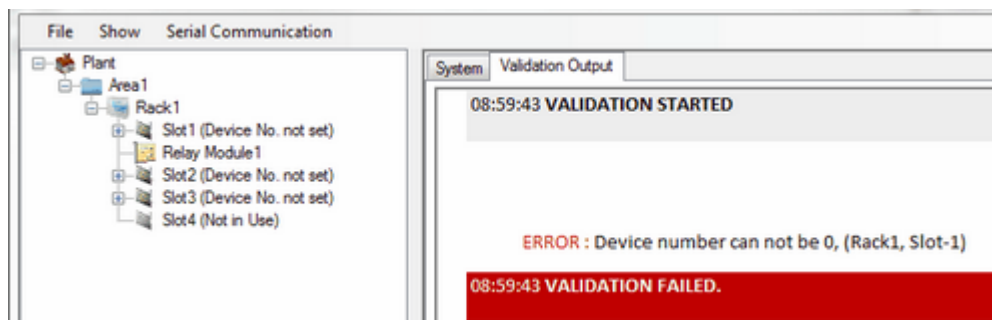 File Show Serial Communication
Plant
Area1
Rack1
Slot1 (Device No. not set)
Relay Module1
Slot2 (Device No. not set)
Slot3 (Device No. not set)
Slot4 (Not in Use)
System Validation Output
08:59:43 VALIDATION STARTED
ERROR : Device number can not be 0, (Rack1, Slot-1)
08:59:43 VALIDATION FAILED.